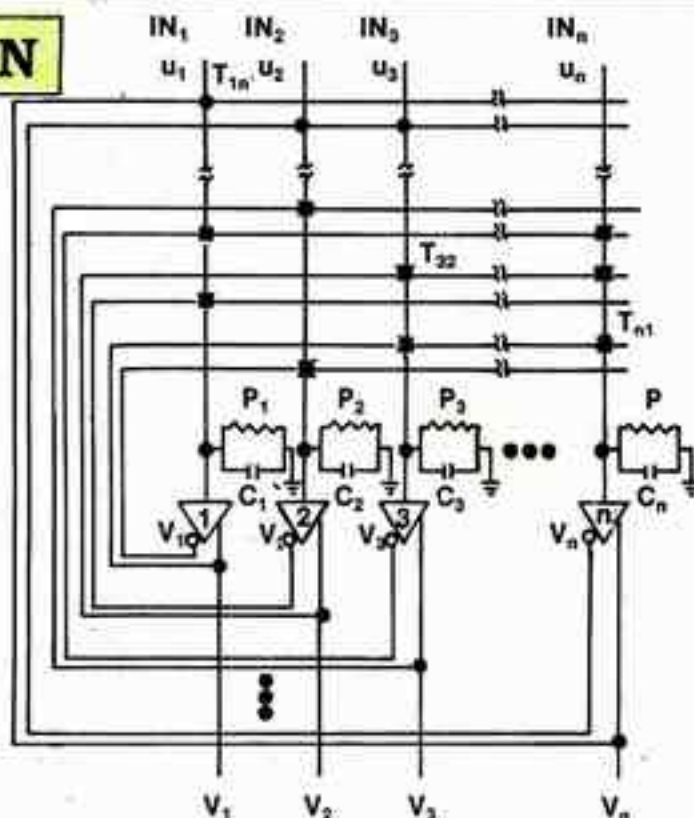 N
IN₁ IN₂ IN₃ INₙ
u₁ T₁ₙ u₂ u₃ uₙ
T₂₂
Tₙ₁
P₁ P₂ P₃ P
C₁ C₂ C₃ Cₙ
1 2 3 n
V₁ V₂ V₃ Vₙ
V₁ V₂ V₃ Vₙ